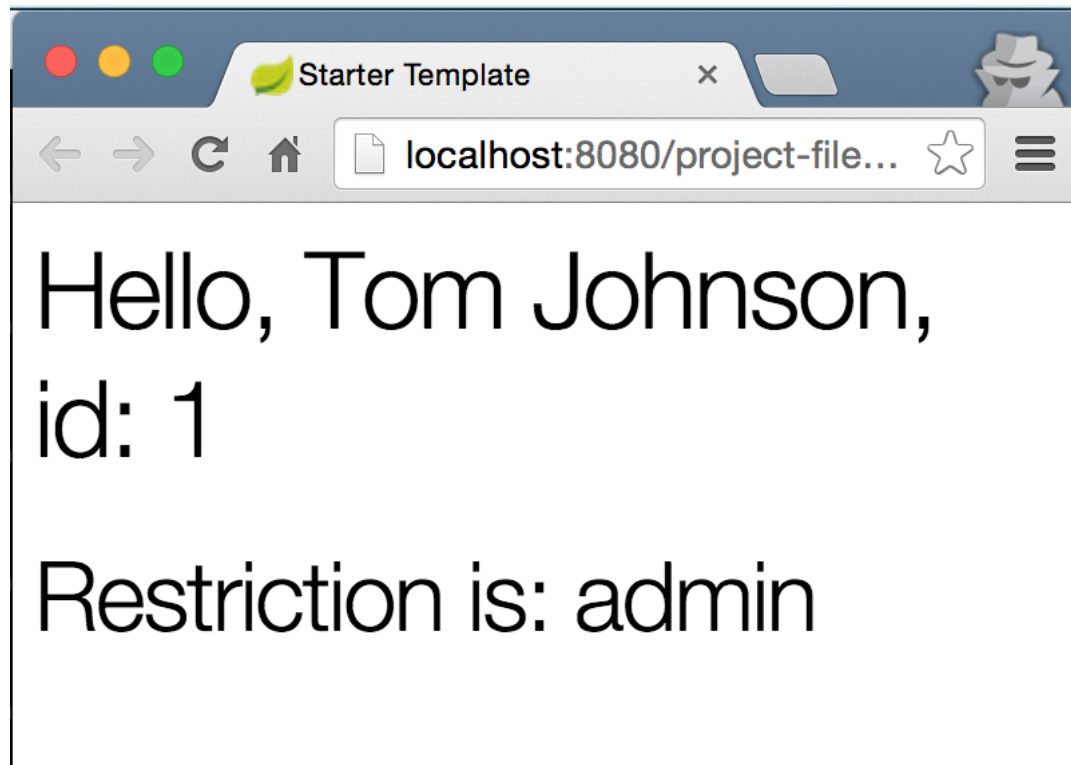 Starter Template
localhost:8080/project-file...
Hello, Tom Johnson,
id: 1
Restriction is: admin